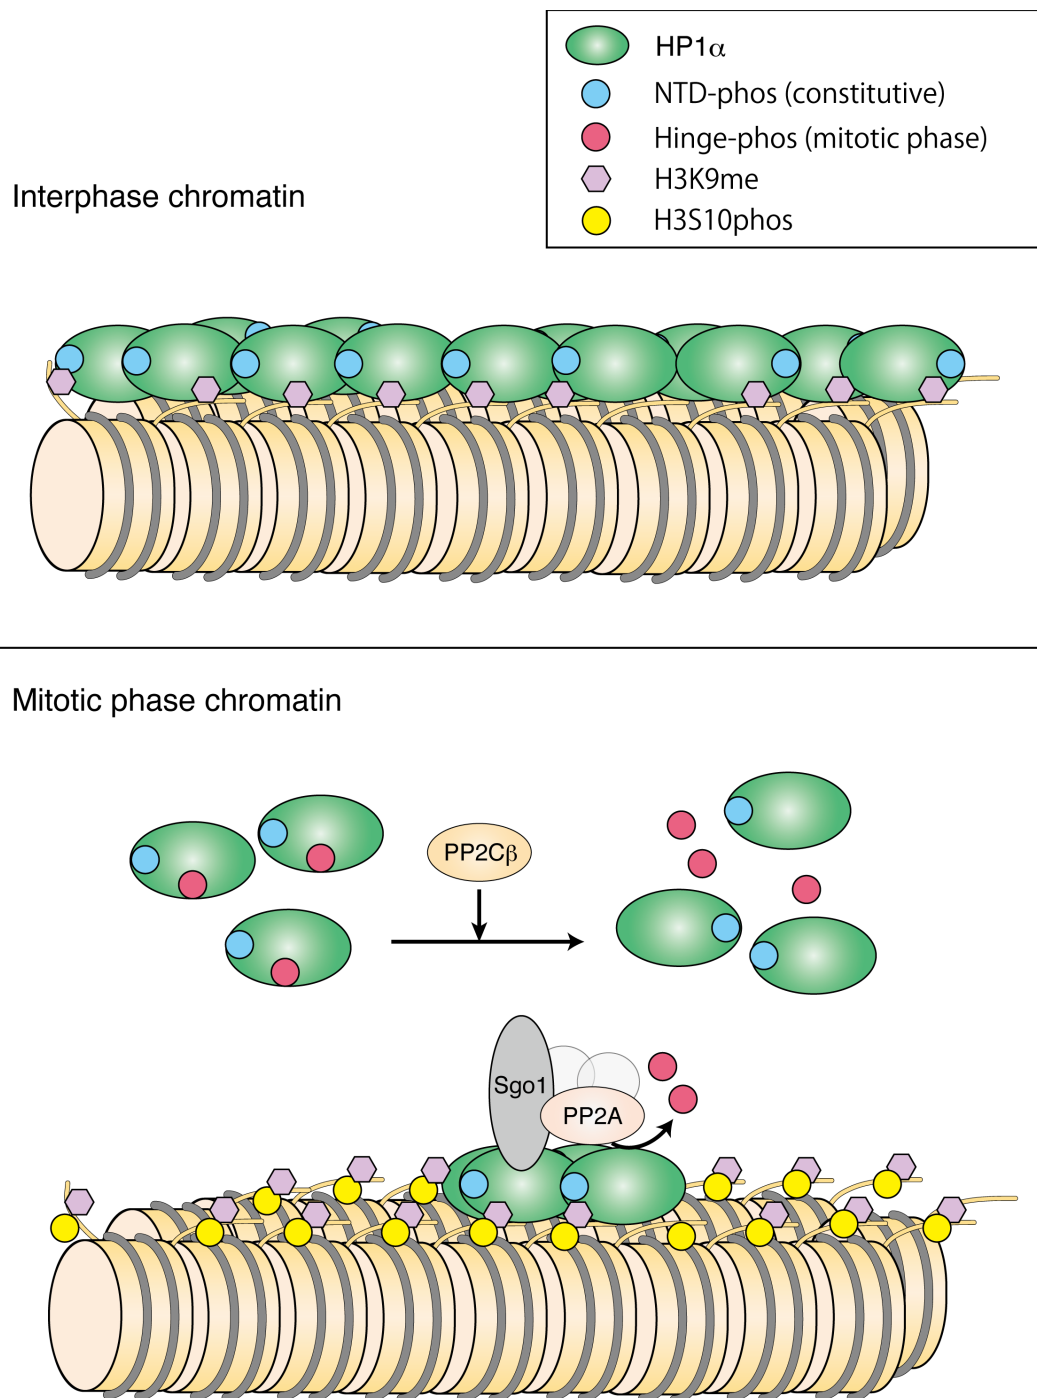 HP1α
NTD-phos (constitutive)
Hinge-phos (mitotic phase)
H3K9me
H3S10phos
Interphase chromatin
Mitotic phase chromatin
PP2Cβ
Sgo1
PP2A